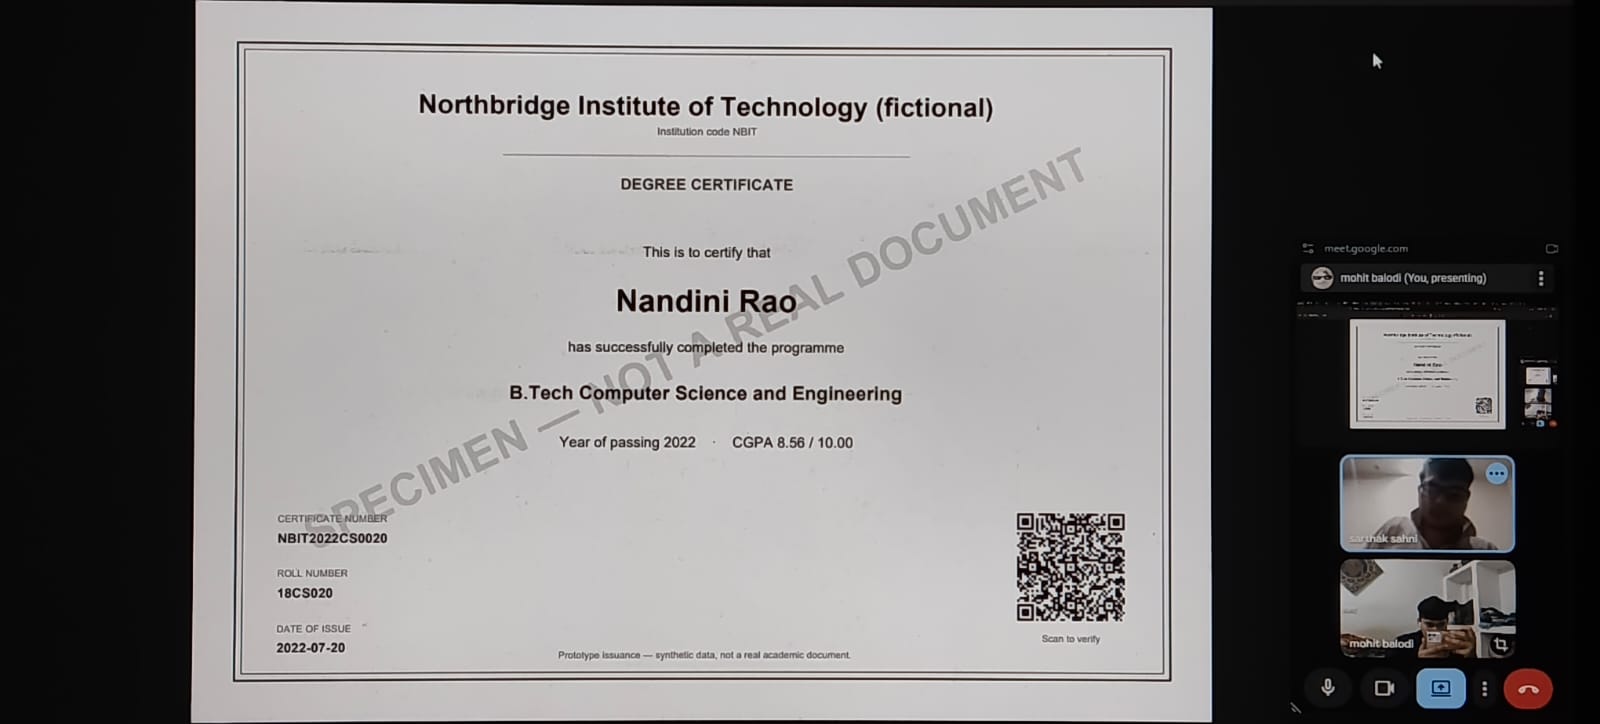 Northbridge Institute of Technology (fictional)
Institution code NBIT
DEGREE CERTIFICATE
This is to certify that
Nandini Rao
has successfully completed the programme
B.Tech Computer Science and Engineering
Year of passing 2022 · CGPA 8.56 / 10.00
SPECIMEN — NOT A REAL DOCUMENT
CERTIFICATE NUMBER
NBIT2022CS0020
ROLL NUMBER
18CS020
DATE OF ISSUE
2022-07-20
Scan to verify
Prototype issuance — synthetic data, not a real academic document.
meet.google.com
mohit balodi (You, presenting)
sarthak sahni
mohit balodi